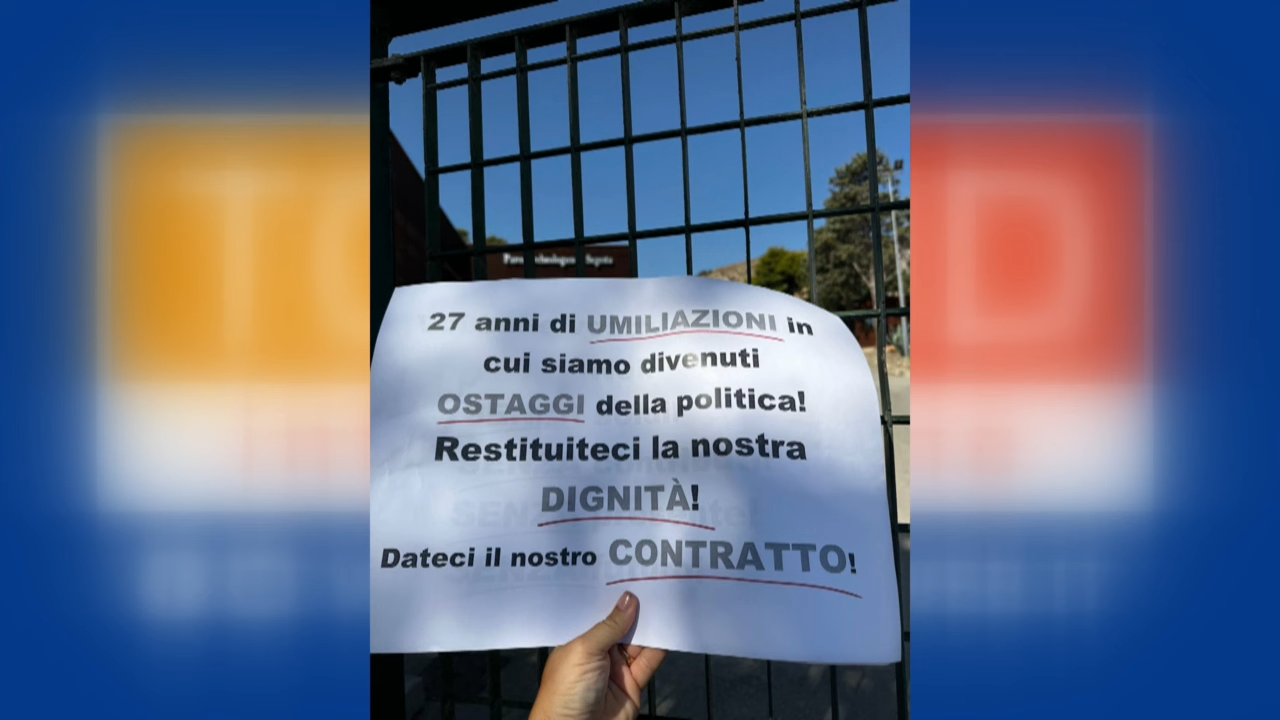 27 anni di UMILIAZIONI in
cui siamo divenuti
OSTAGGI della politica!
Restituiteci la nostra
DIGNITÀ!
Dateci il nostro CONTRATTO!